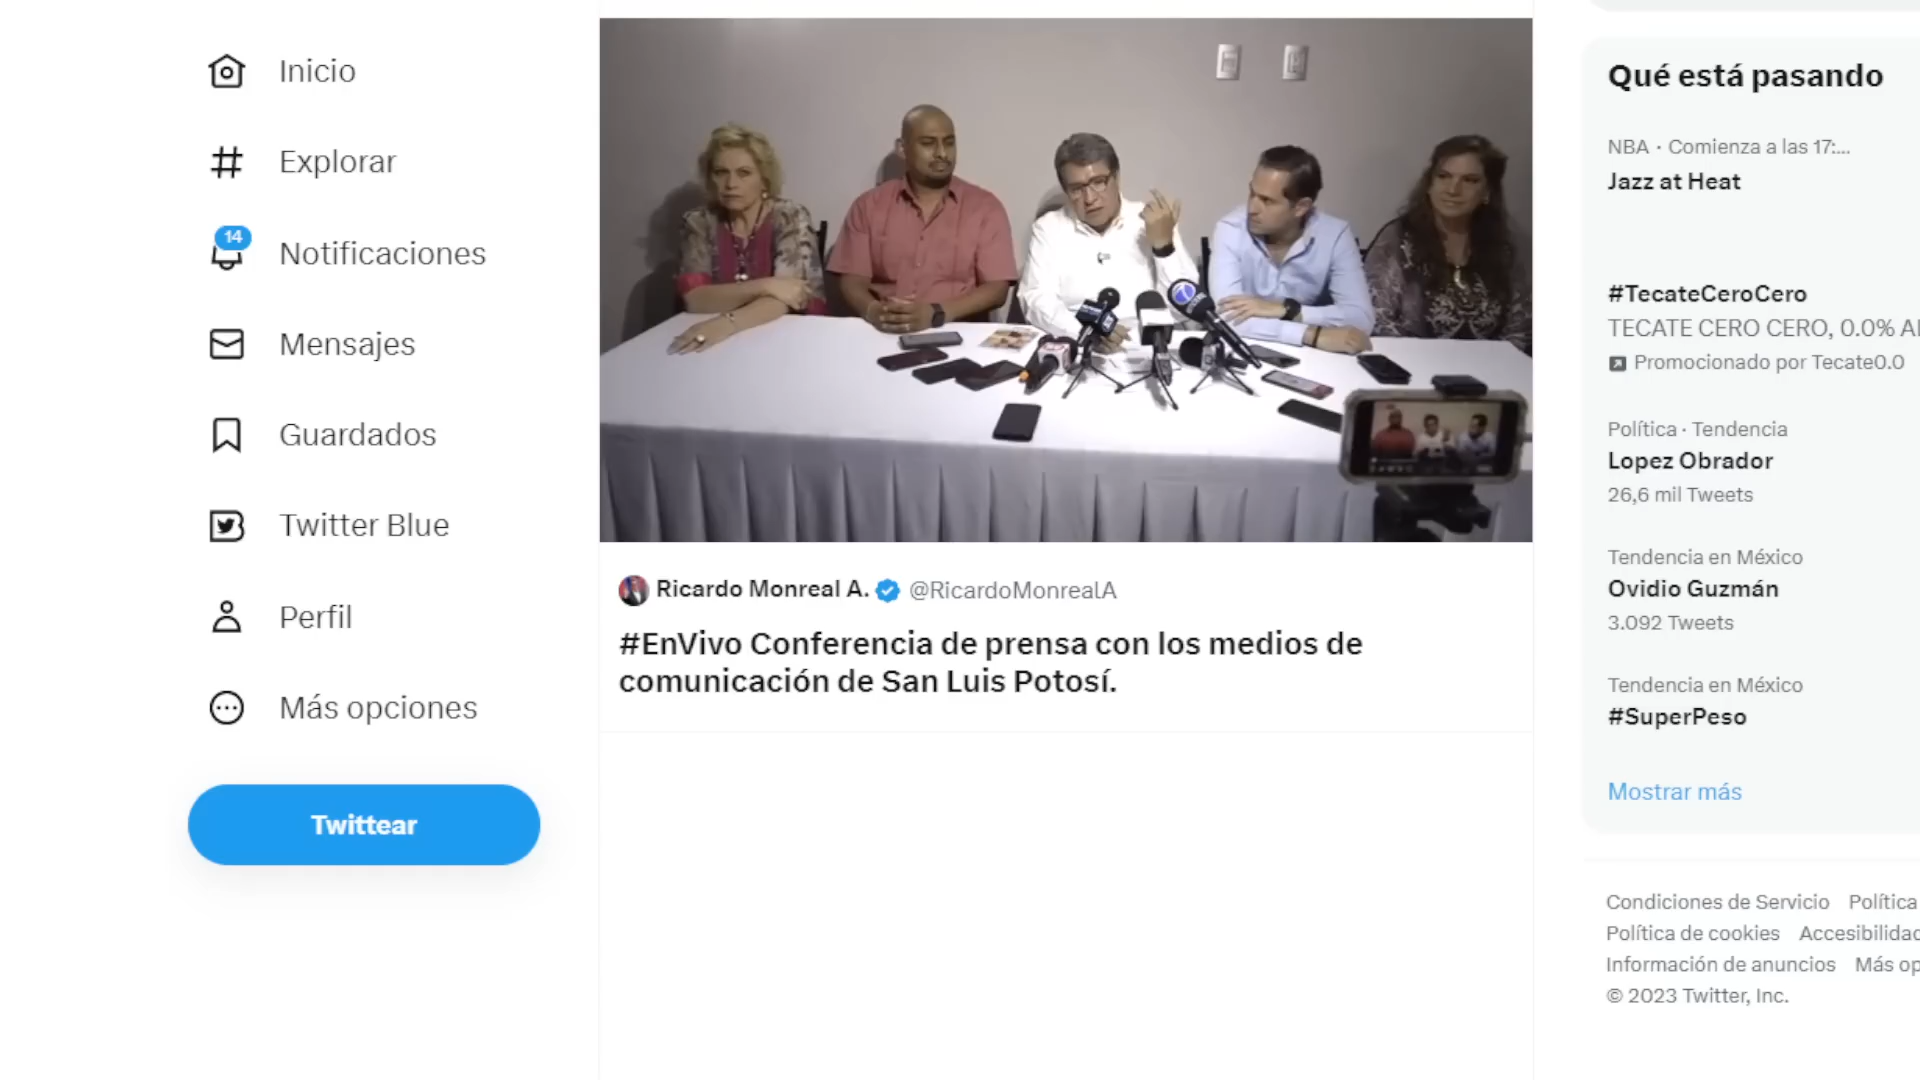 Inicio
Explorar
14
Notificaciones
Mensajes
Guardados
Twitter Blue
Perfil
Más opciones
Twittear
Ricardo Monreal A. @RicardoMonrealA
#EnVivo Conferencia de prensa con los medios de
comunicación de San Luis Potosí.
Qué está pasando
NBA · Comienza a las 17:...
Jazz at Heat
#TecateCeroCero
TECATE CERO CERO, 0.0% Al
Promocionado por Tecate0.0
Política · Tendencia
Lopez Obrador
26,6 mil Tweets
Tendencia en México
Ovidio Guzmán
3.092 Tweets
Tendencia en México
#SuperPeso
Mostrar más
Condiciones de Servicio Política
Política de cookies Accesibilidad
Información de anuncios Más op
© 2023 Twitter, Inc.